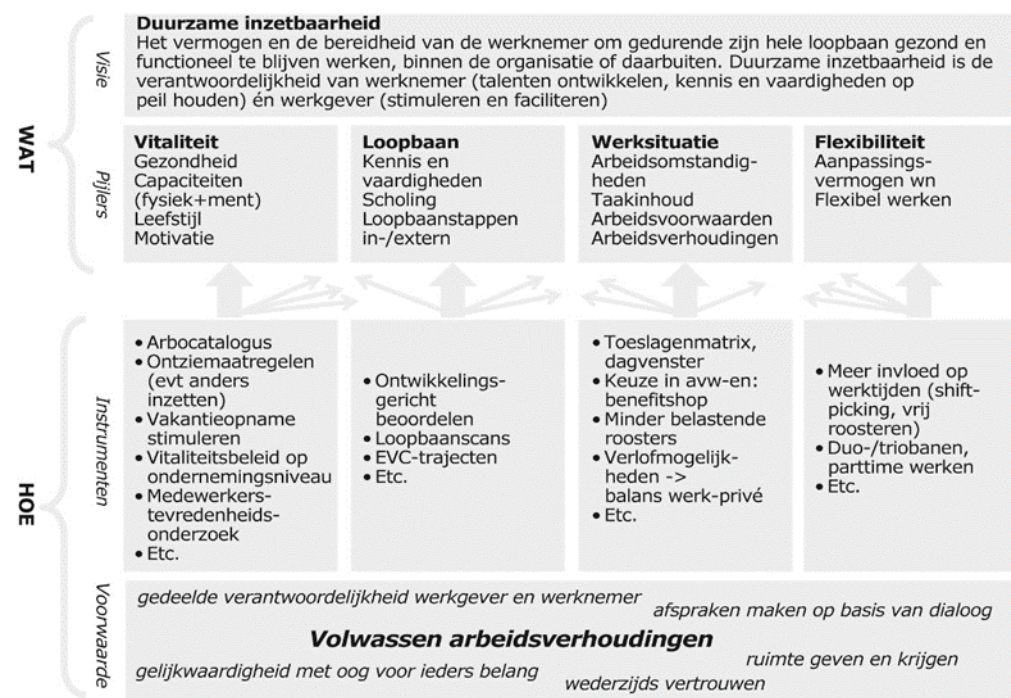 Duurzame inzetbaarheid
Het vermogen en de bereidheid van de werknemer om gedurende zijn hele loopbaan gezond en
functioneel te blijven werken, binnen de organisatie of daarbuiten. Duurzame inzetbaarheid is de
verantwoordelijkheid van werknemer (talenten ontwikkelen, kennis en vaardigheden op
peil houden) én werkgever (stimuleren en faciliteren)
Visie
WAT
Pijlers
Vitaliteit
Gezondheid
Capaciteiten
(fysiek+ment)
Leefstijl
Motivatie
Loopbaan
Kennis en
vaardigheden
Scholing
Loopbaanstappen
in-/extern
Werksituatie
Arbeidsomstandig-
heden
Taakinhoud
Arbeidsvoorwaarden
Arbeidsverhoudingen
Flexibiliteit
Aanpassings-
vermogen wn
Flexibel werken
HOE
Instrumenten
• Arbocatalogus
• Ontziemaatregelen
(evt anders
inzetten)
• Vakantieopname
stimuleren
• Vitaliteitsbeleid op
ondernemingsniveau
• Medewerkers-
tevredenheids-
onderzoek
• Etc.
• Ontwikkelings-
gericht
beoordelen
• Loopbaanscans
• EVC-trajecten
• Etc.
• Toeslagenmatrix,
dagvenster
• Keuze in avw-en:
benefitshop
• Minder belastende
roosters
• Verlofmogelijk-
heden ->
balans werk-privé
• Etc.
• Meer invloed op
werktijden (shift-
picking, vrij
roosteren)
• Duo-/triobanen,
parttime werken
• Etc.
Voorwaarde
gedeelde verantwoordelijkheid werkgever en werknemer
afspraken maken op basis van dialoog
Volwassen arbeidsverhoudingen
ruimte geven en krijgen
gelijkwaardigheid met oog voor ieders belang
wederzijds vertrouwen